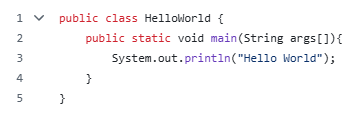 1 public class HelloWorld {
2 public static void main(String args[]){
3 System.out.println("Hello World");
4 }
5 }